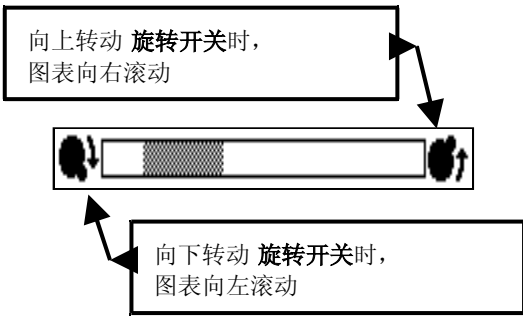 向上转动 旋转开关时，
图表向右滚动
向下转动 旋转开关时，
图表向左滚动